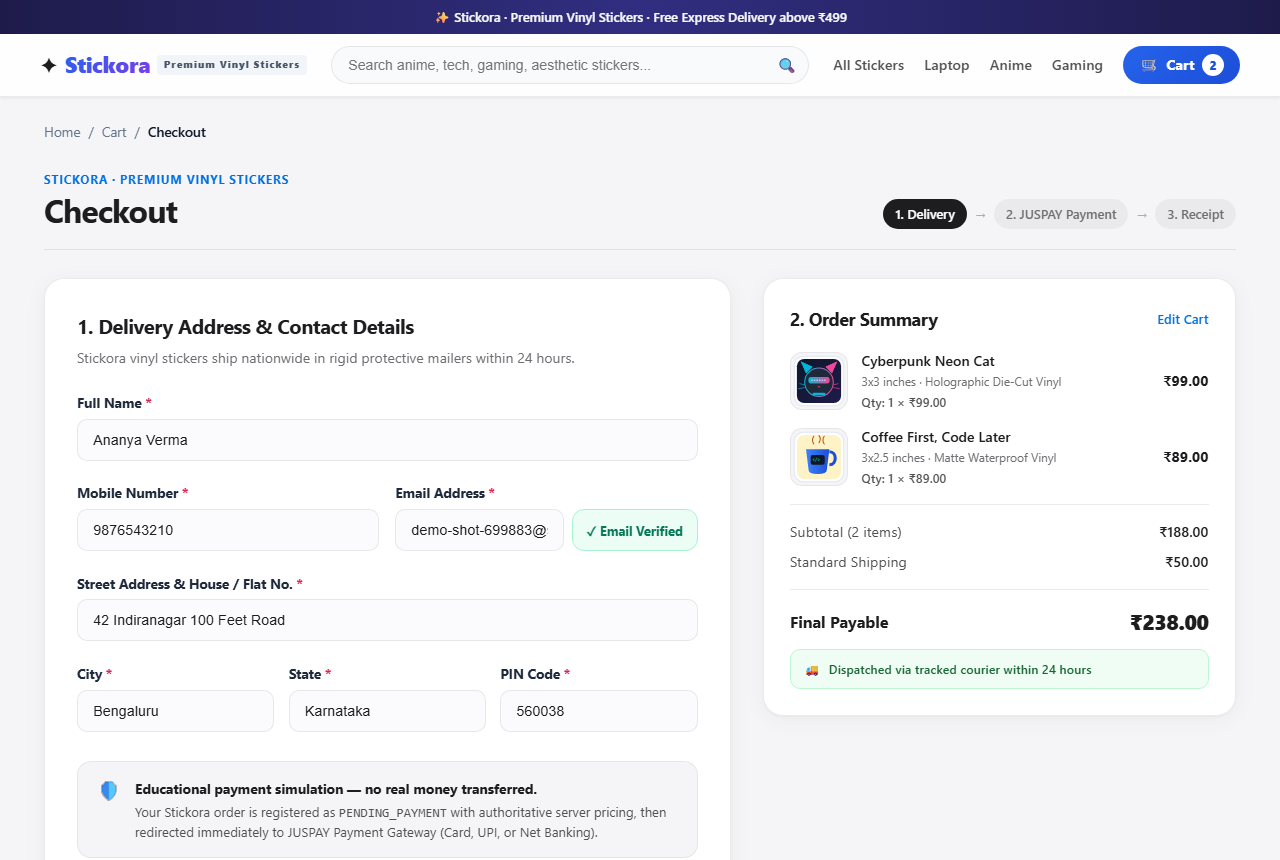 ✨ Stickora · Premium Vinyl Stickers · Free Express Delivery above ₹499
✦ Stickora Premium Vinyl Stickers
Search anime, tech, gaming, aesthetic stickers...
All Stickers Laptop Anime Gaming
Cart 2
Home / Cart / Checkout
STICKORA · PREMIUM VINYL STICKERS
Checkout
1. Delivery → 2. JUSPAY Payment → 3. Receipt
1. Delivery Address & Contact Details
Stickora vinyl stickers ship nationwide in rigid protective mailers within 24 hours.
Full Name *
Ananya Verma
Mobile Number * Email Address *
9876543210 demo-shot-699883@ ✓ Email Verified
Street Address & House / Flat No. *
42 Indiranagar 100 Feet Road
City * State * PIN Code *
Bengaluru Karnataka 560038
Educational payment simulation — no real money transferred.
Your Stickora order is registered as PENDING_PAYMENT with authoritative server pricing, then
redirected immediately to JUSPAY Payment Gateway (Card, UPI, or Net Banking).
2. Order Summary Edit Cart
Cyberpunk Neon Cat
3x3 inches · Holographic Die-Cut Vinyl
Qty: 1 × ₹99.00
₹99.00
Coffee First, Code Later
3x2.5 inches · Matte Waterproof Vinyl
Qty: 1 × ₹89.00
₹89.00
Subtotal (2 items) ₹188.00
Standard Shipping ₹50.00
Final Payable ₹238.00
Dispatched via tracked courier within 24 hours